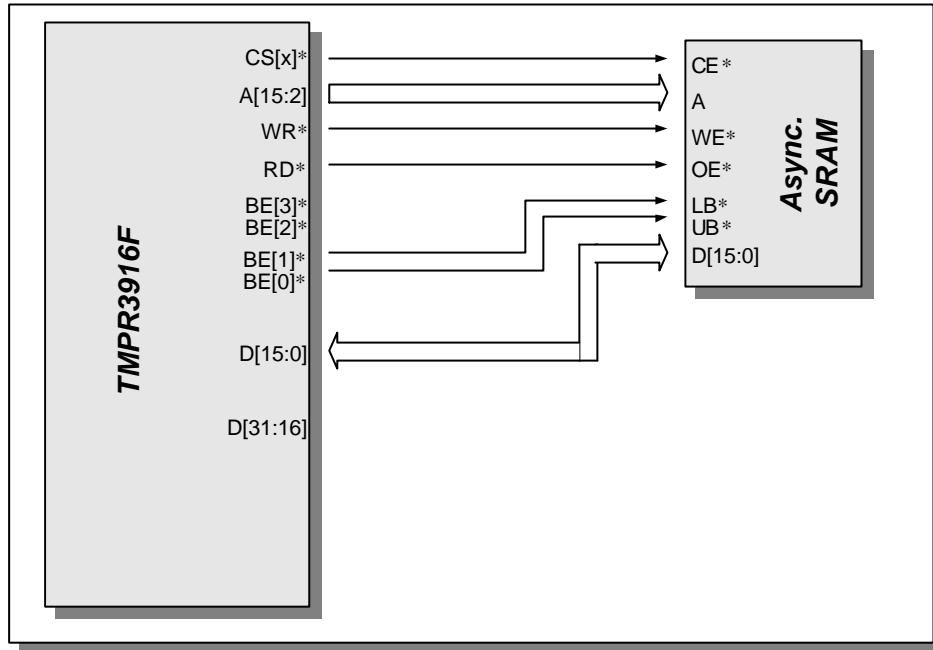 TMPR3916F
CS[x]*
A[15:2]
WR*
RD*
BE[3]*
BE[2]*
BE[1]*
BE[0]*
D[15:0]
D[31:16]
CE*
A
WE*
OE*
LB*
UB*
D[15:0]
Async.
SRAM